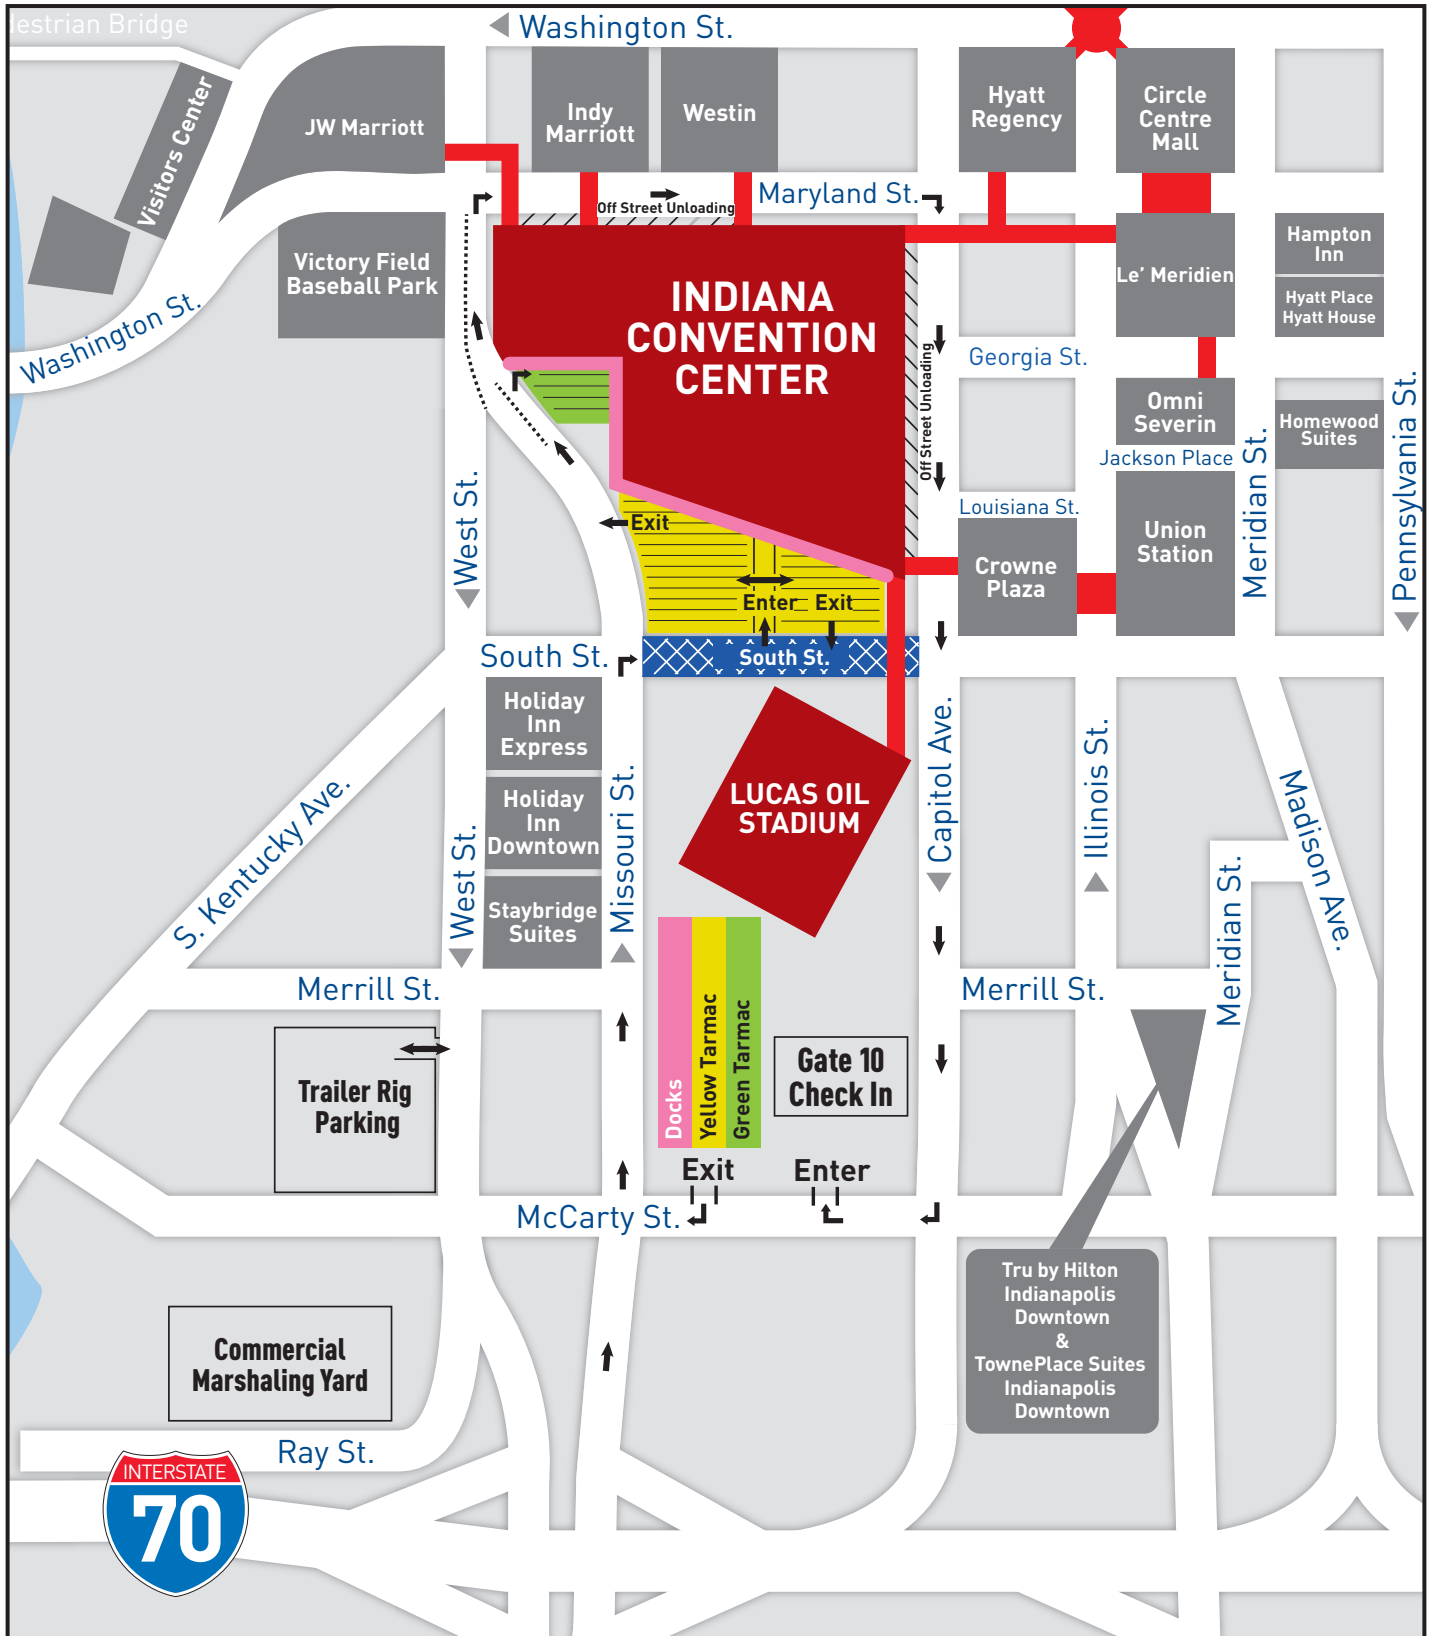 Washington St.
Visitors Center
JW Marriott
Indy
Marriott
Westin
Hyatt
Regency
Circle
Centre
Mall
Off Street Unloading
Maryland St.
Victory Field
Baseball Park
INDIANA
CONVENTION
CENTER
Le’ Meridien
Hampton
Inn
Hyatt Place
Hyatt House
Washington St.
Off Street Unloading
Georgia St.
Omni
Severin
Jackson Place
Homewood
Suites
Meridian St.
Pennsylvania St.
West St.
Exit
Louisiana St.
Union
Station
Crowne
Plaza
Enter
Exit
South St.
South St.
Holiday
Inn
Express
Holiday
Inn
Downtown
Staybridge
Suites
LUCAS OIL
STADIUM
S. Kentucky Ave.
West St.
Missouri St.
Capitol Ave.
Illinois St.
Meridian St.
Madison Ave.
Merrill St.
Merrill St.
Trailer Rig
Parking
Docks
Yellow Tarmac
Green Tarmac
Gate 10
Check In
Exit
Enter
McCarty St.
Tru by Hilton
Indianapolis
Downtown
&
TownePlace Suites
Indianapolis
Downtown
Commercial
Marshaling Yard
Ray St.
INTERSTATE
70